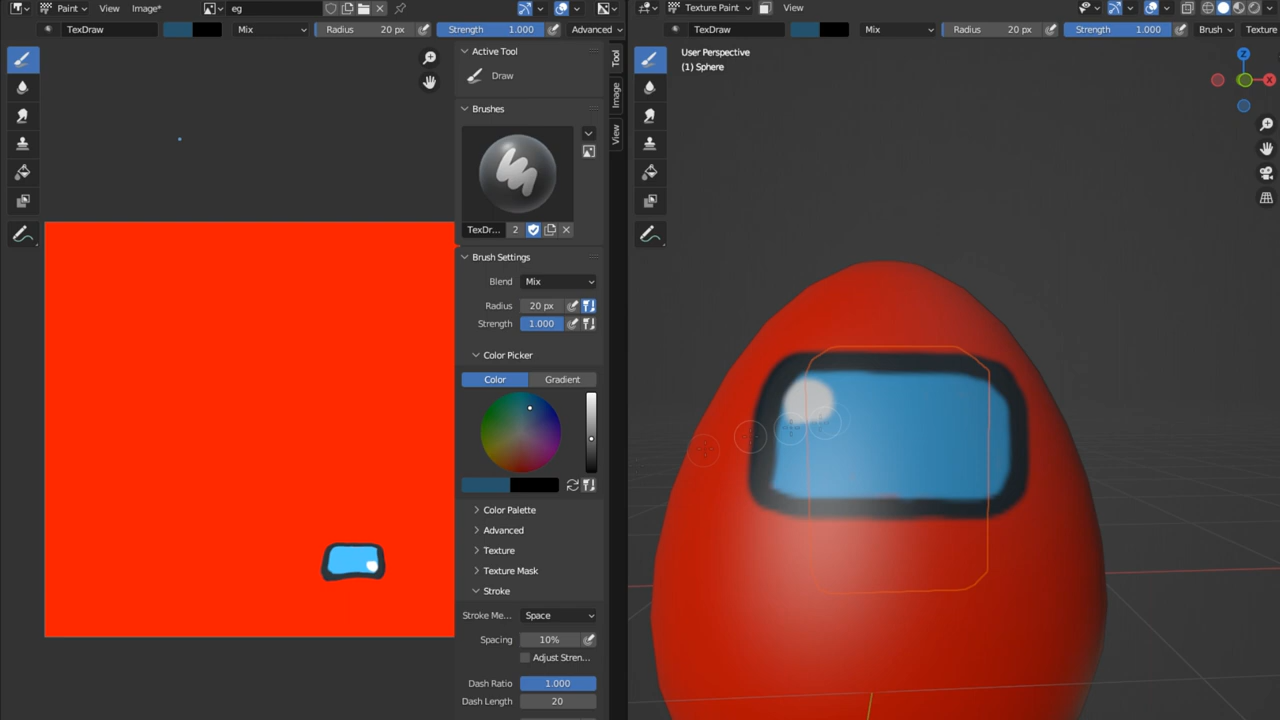 Paint View Image* eg
Texture Paint View
TexDraw Mix Radius 20 px Strength 1.000 Advanced
TexDraw Mix Radius 20 px Strength 1.000 Brush Texture
Active Tool
Draw
Brushes
TexDr... 2
Brush Settings
Blend Mix
Radius 20 px
Strength 1.000
Color Picker
Color Gradient
Color Palette
Advanced
Texture
Texture Mask
Stroke
Stroke Me... Space
Spacing 10%
Adjust Stren...
Dash Ratio 1.000
Dash Length 20
Tool
Image
View
User Perspective
(1) Sphere
Z
X